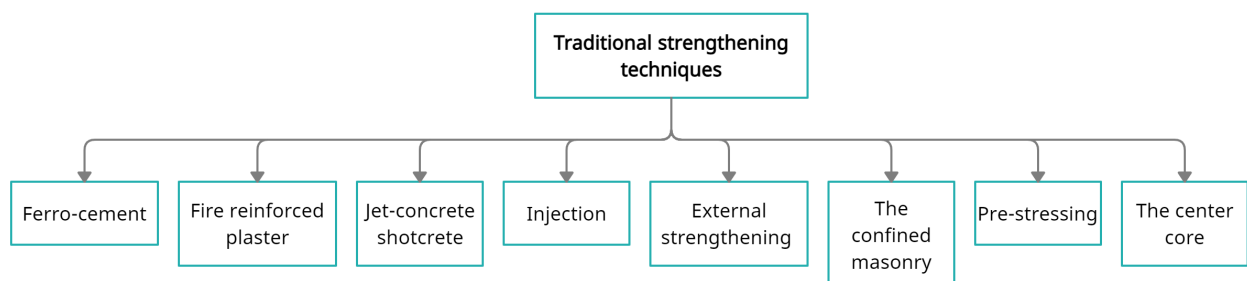 Traditional strengthening
techniques
Ferro-cement
Fire reinforced
plaster
Jet-concrete
shotcrete
Injection
External
strengthening
The
confined
masonry
Pre-stressing
The center
core